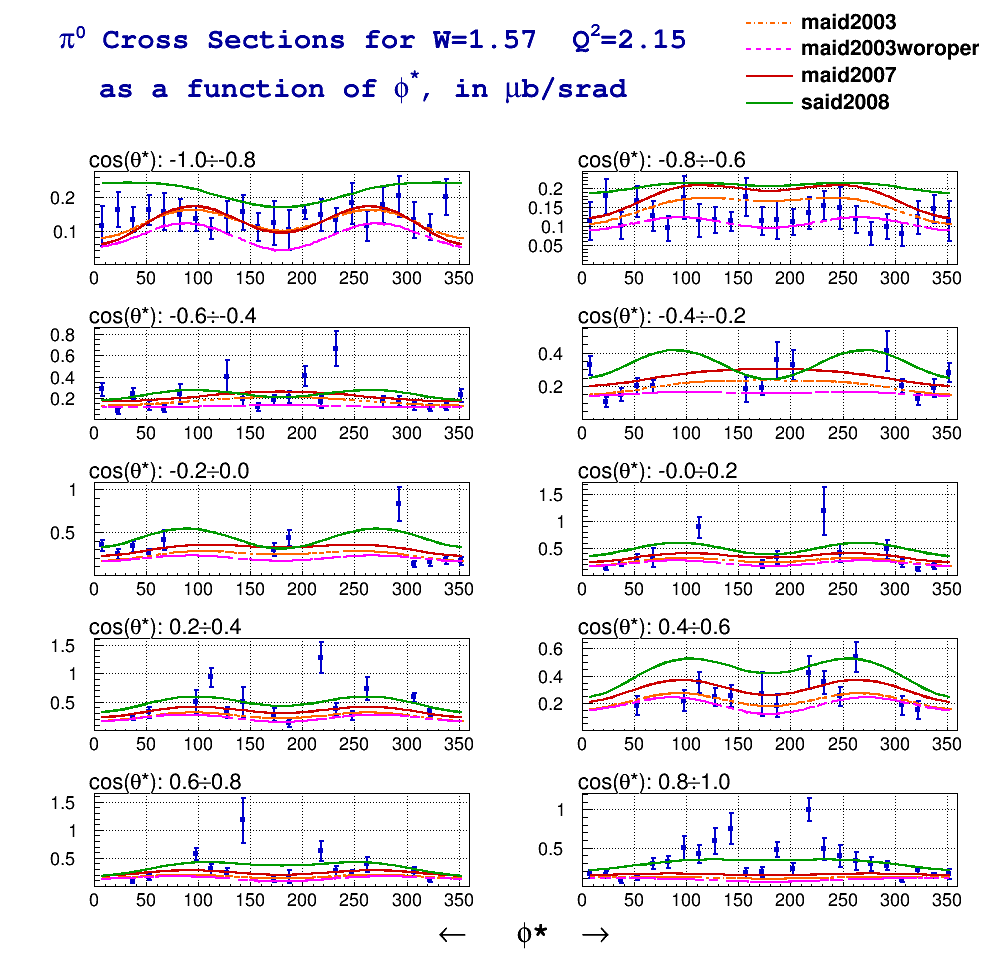 π⁰ Cross Sections for W=1.57 Q²=2.15
as a function of ϕ*, in μb/srad
maid2003
maid2003woroper
maid2007
said2008
cos(θ*): -1.0÷-0.8
0.2
0.1
0 50 100 150 200 250 300 350
cos(θ*): -0.8÷-0.6
0.2
0.15
0.1
0.05
0 50 100 150 200 250 300 350
cos(θ*): -0.6÷-0.4
0.8
0.6
0.4
0.2
0 50 100 150 200 250 300 350
cos(θ*): -0.4÷-0.2
0.4
0.2
0 50 100 150 200 250 300 350
cos(θ*): -0.2÷0.0
1
0.5
0 50 100 150 200 250 300 350
cos(θ*): -0.0÷0.2
1.5
1
0.5
0 50 100 150 200 250 300 350
cos(θ*): 0.2÷0.4
1.5
1
0.5
0 50 100 150 200 250 300 350
cos(θ*): 0.4÷0.6
0.6
0.4
0.2
0 50 100 150 200 250 300 350
cos(θ*): 0.6÷0.8
1.5
1
0.5
0 50 100 150 200 250 300 350
cos(θ*): 0.8÷1.0
1
0.5
0 50 100 150 200 250 300 350
← ϕ* →